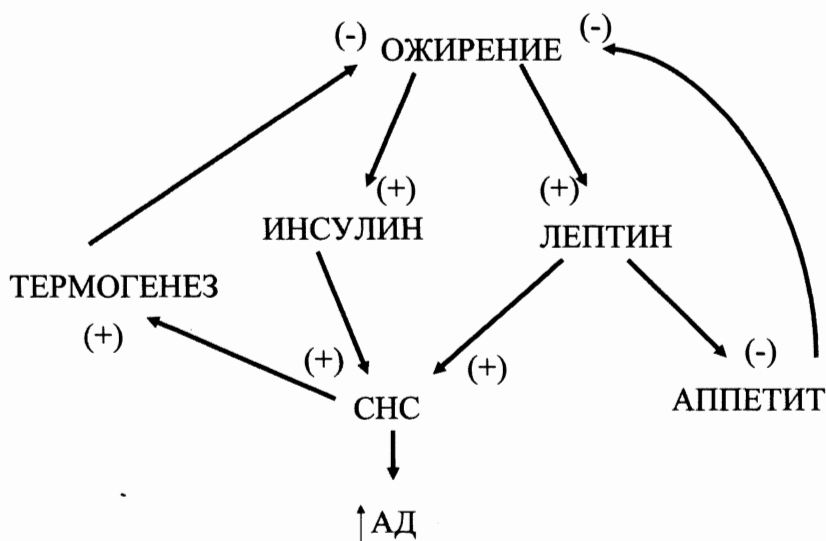 (-) ОЖИРЕНИЕ (-)
(+) (+)
ИНСУЛИН ЛЕПТИН
ТЕРМОГЕНЕЗ
(+) (+) (+) (-)
СНС АППЕТИТ
↑АД